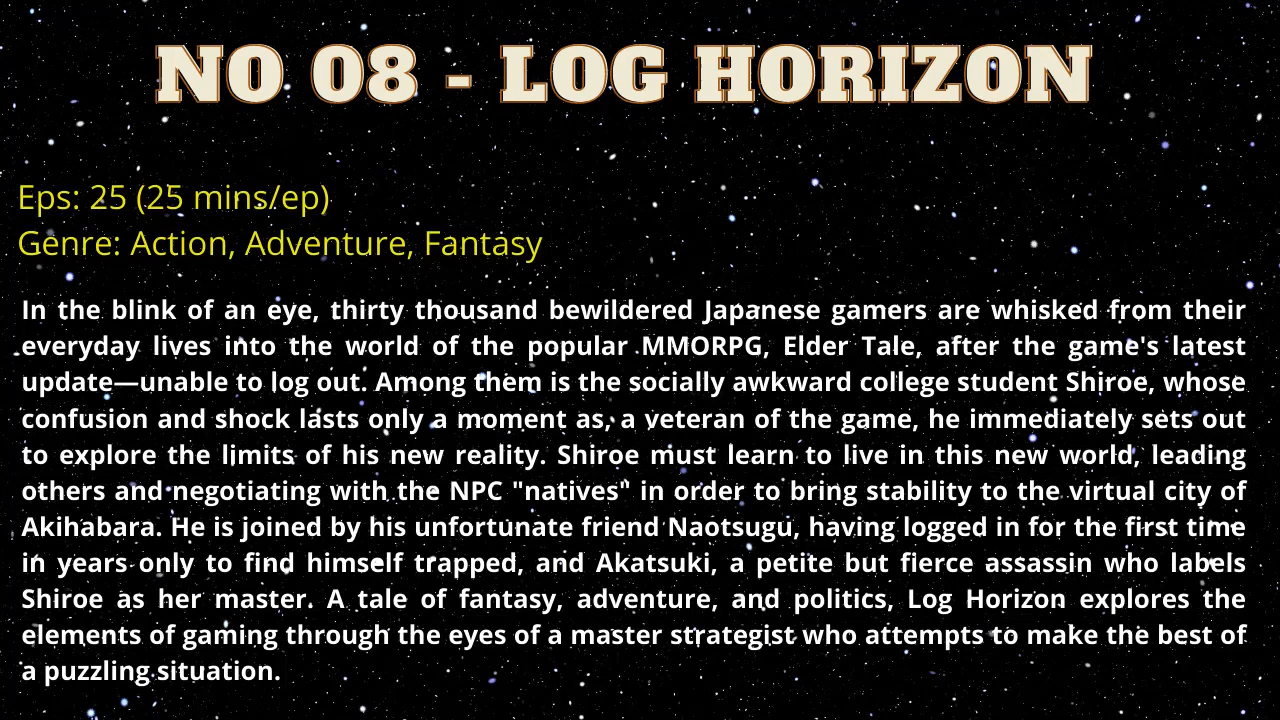 NO 08 - LOG HORIZON
Eps: 25 (25 mins/ep)
Genre: Action, Adventure, Fantasy
In the blink of an eye, thirty thousand bewildered Japanese gamers are whisked from their
everyday lives into the world of the popular MMORPG, Elder Tale, after the game's latest
update—unable to log out. Among them is the socially awkward college student Shiroe, whose
confusion and shock lasts only a moment as, a veteran of the game, he immediately sets out
to explore the limits of his new reality. Shiroe must learn to live in this new world, leading
others and negotiating with the NPC "natives" in order to bring stability to the virtual city of
Akihabara. He is joined by his unfortunate friend Naotsugu, having logged in for the first time
in years only to find himself trapped, and Akatsuki, a petite but fierce assassin who labels
Shiroe as her master. A tale of fantasy, adventure, and politics, Log Horizon explores the
elements of gaming through the eyes of a master strategist who attempts to make the best of
a puzzling situation.